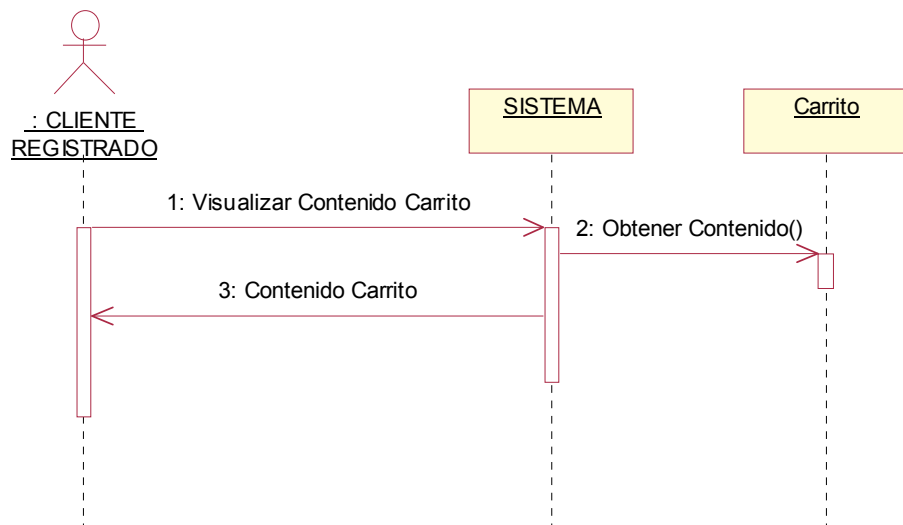 : CLIENTE
REGISTRADO
SISTEMA
Carrito
1: Visualizar Contenido Carrito
2: Obtener Contenido()
3: Contenido Carrito